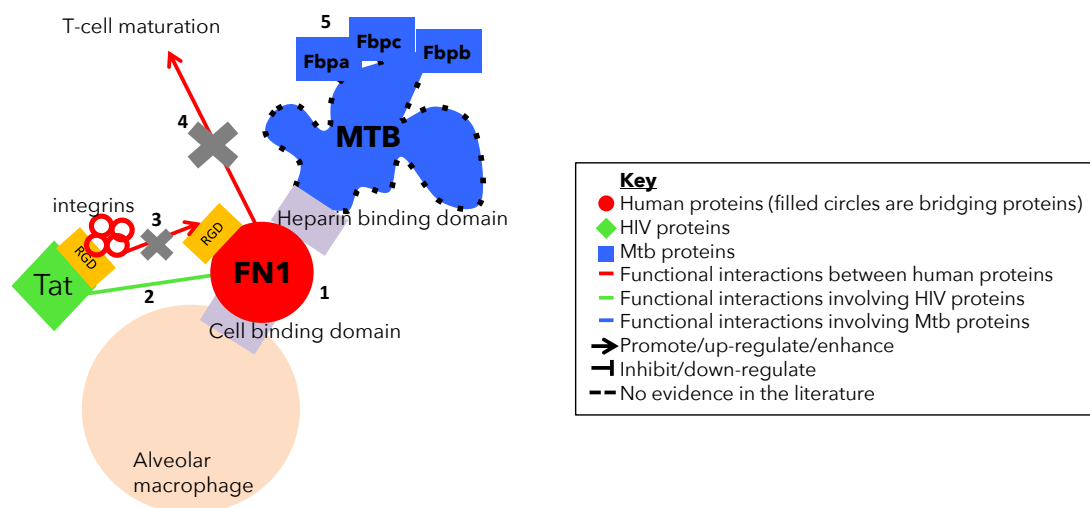 T-cell maturation
5
Fbpa
Fbpc
Fbpb
4
MTB
integrins
3
RGD
RGD
Heparin binding domain
Tat
FN1
2
1
Cell binding domain
Alveolar
macrophage
Key
Human proteins (filled circles are bridging proteins)
HIV proteins
Mtb proteins
Functional interactions between human proteins
Functional interactions involving HIV proteins
Functional interactions involving Mtb proteins
Promote/up-regulate/enhance
Inhibit/down-regulate
No evidence in the literature